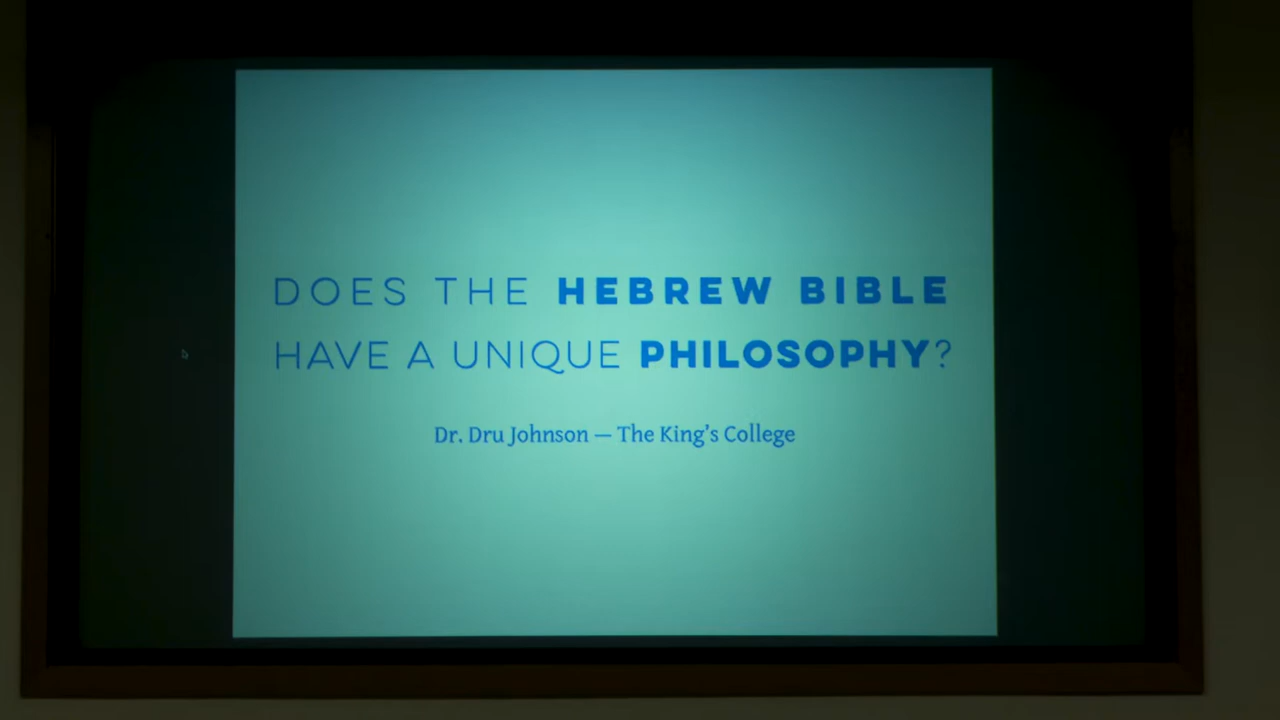 DOES THE HEBREW BIBLE
HAVE A UNIQUE PHILOSOPHY?
Dr. Dru Johnson — The King's College